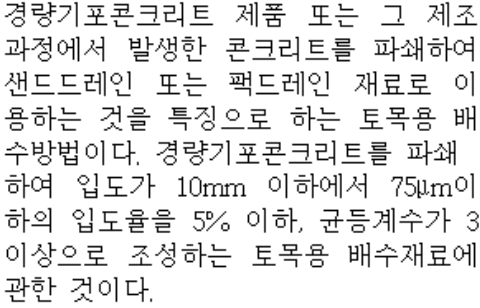 경량기포콘크리트 제품 또는 그 제조
과정에서 발생한 콘크리트를 파쇄하여
샌드드레인 또는 팩드레인 재료로 이
용하는 것을 특징으로 하는 토목용 배
수방법이다. 경량기포콘크리트를 파쇄
하여 입도가 10mm 이하에서 75μm이
하의 입도율을 5% 이하, 균등계수가 3
이상으로 조성하는 토목용 배수재료에
관한 것이다.